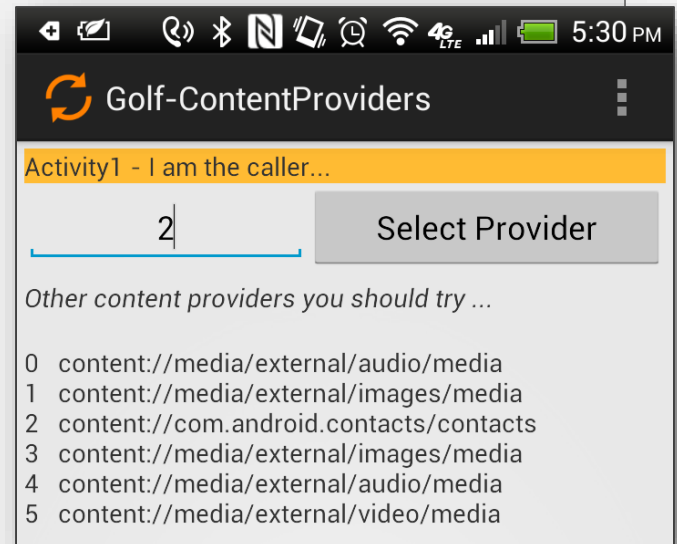 4G LTE 5:30 PM
Golf-ContentProviders
Activity1 - I am the caller...
2 Select Provider
Other content providers you should try ...
0 content://media/external/audio/media
1 content://media/external/images/media
2 content://com.android.contacts/contacts
3 content://media/external/images/media
4 content://media/external/audio/media
5 content://media/external/video/media